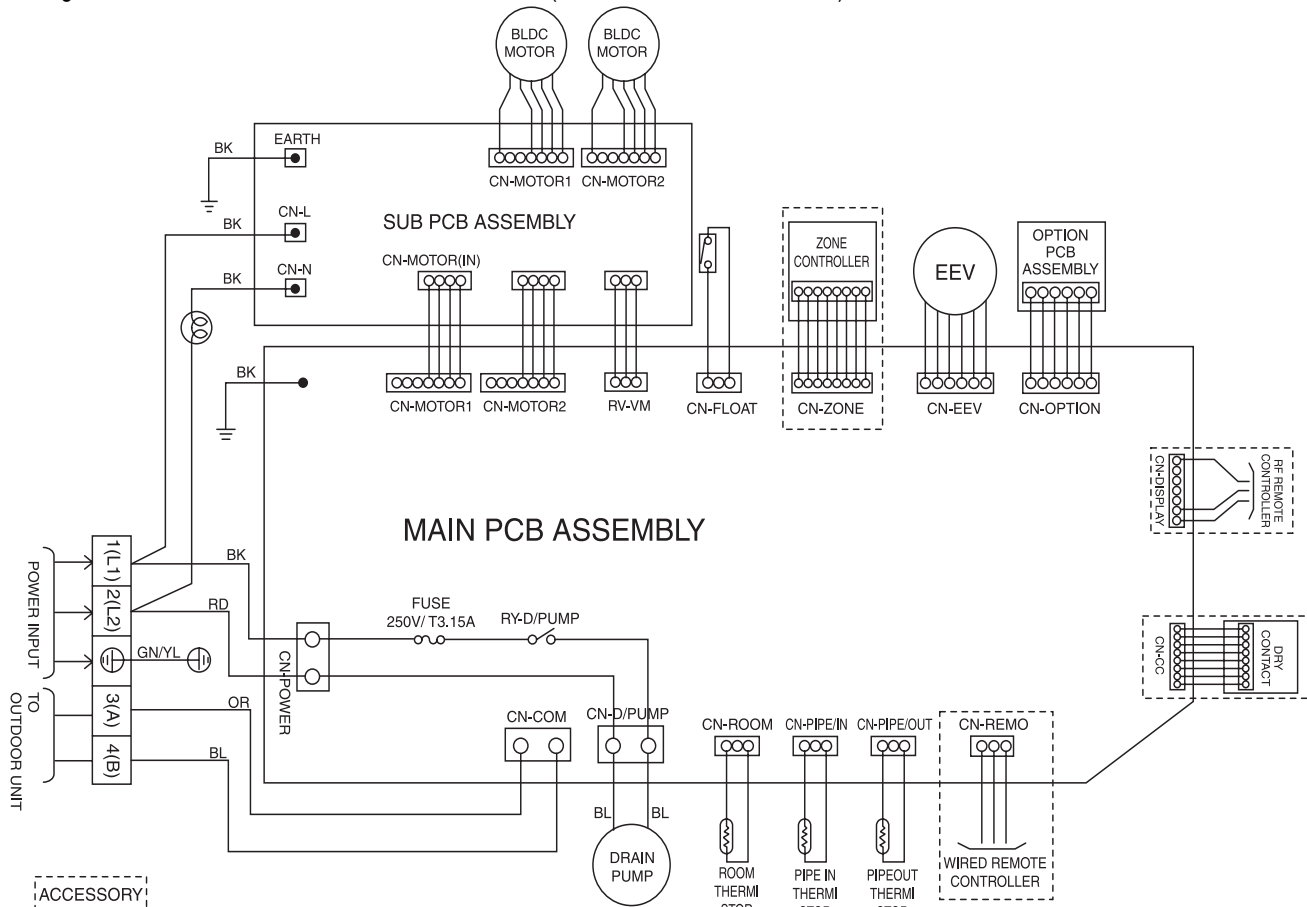 BLDC
MOTOR
BLDC
MOTOR
EARTH
BK
CN-MOTOR1
CN-MOTOR2
CN-L
BK
SUB PCB ASSEMBLY
CN-N
BK
CN-MOTOR(IN)
ZONE
CONTROLLER
EEV
OPTION
PCB
ASSEMBLY
BK
CN-MOTOR1
CN-MOTOR2
RV-VM
CN-FLOAT
CN-ZONE
CN-EEV
CN-OPTION
CN-DISPLAY
RF REMOTE
CONTROLLER
MAIN PCB ASSEMBLY
POWER INPUT
1(L1)
BK
2(L2)
RD
FUSE
250V/ T3.15A
RY-D/PUMP
GN/YL
CN-POWER
CN-CC
DRY
CONTACT
TO
OUTDOOR UNIT
3(A)
OR
4(B)
BL
CN-COM
CN-D/PUMP
CN-ROOM
CN-PIPE/IN
CN-PIPE/OUT
CN-REMO
BL
BL
DRAIN
PUMP
ROOM
THERMI
PIPE IN
THERMI
PIPEOUT
THERMI
WIRED REMOTE
CONTROLLER
ACCESSORY